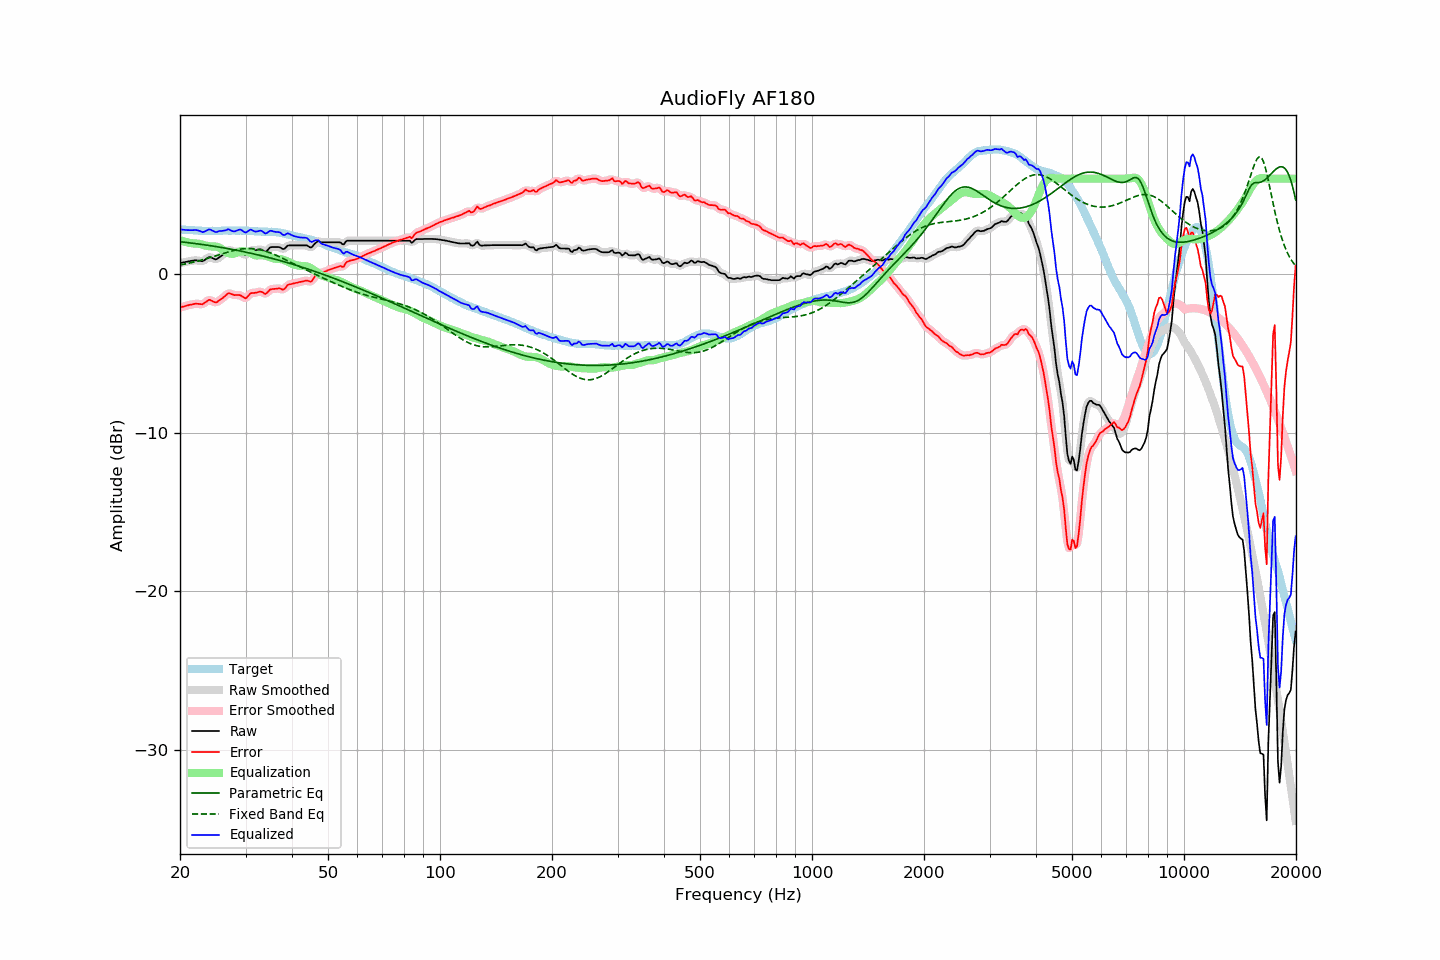 AudioFly AF180
Amplitude (dBr)
0
−10
−20
−30
Target
Raw Smoothed
Error Smoothed
Raw
Error
Equalization
Parametric Eq
Fixed Band Eq
Equalized
20 50 100 200 500 1000 2000 5000 10000 20000
Frequency (Hz)